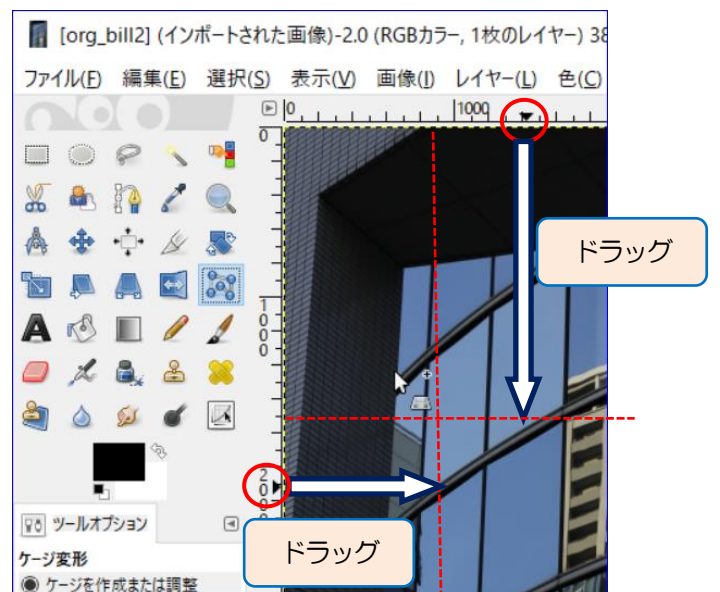 [org_bill2] (インポートされた画像)-2.0 (RGBカラー, 1枚のレイヤー) 38
ファイル(F) 編集(E) 選択(S) 表示(V) 画像(I) レイヤー(L) 色(C)
0 1000
0
ドラッグ
1000
ドラッグ
ツールオプション
ケージ変形
ケージを作成または調整